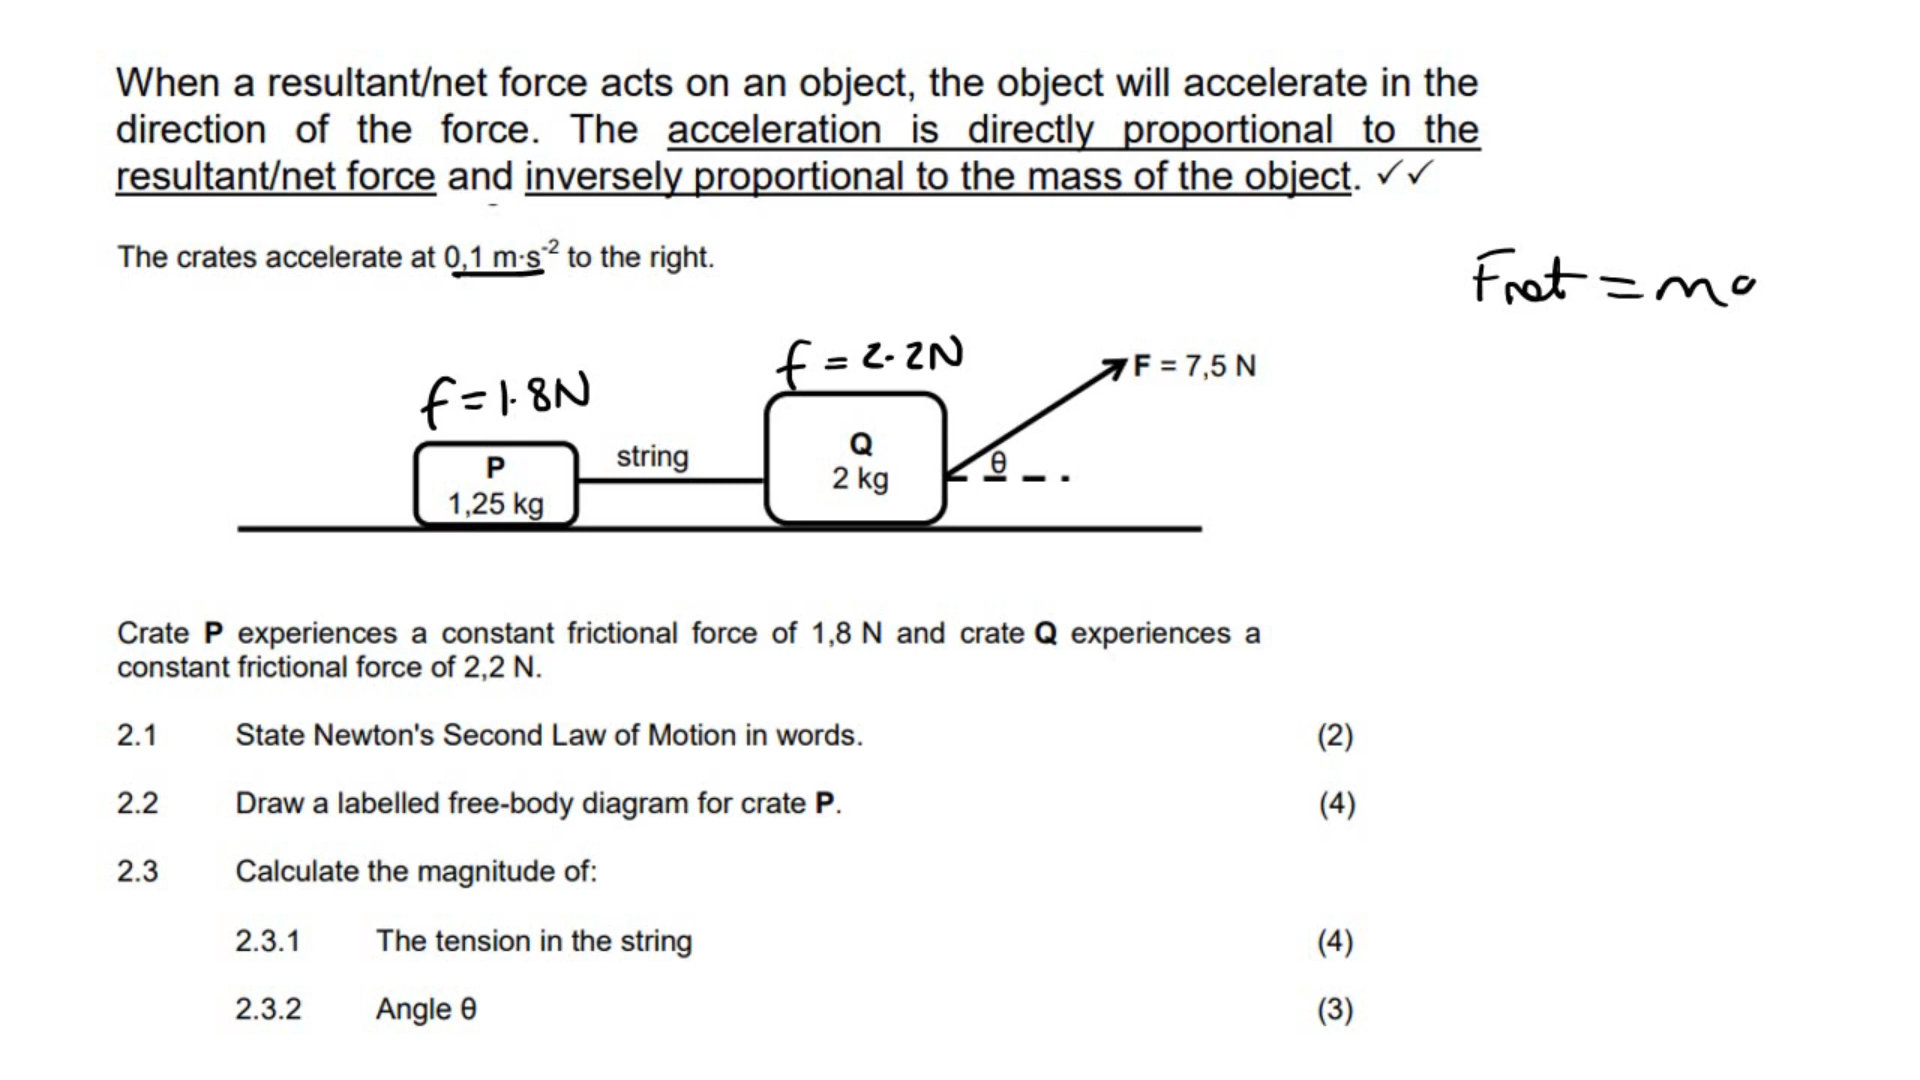 When a resultant/net force acts on an object, the object will accelerate in the
direction of the force. The acceleration is directly proportional to the
resultant/net force and inversely proportional to the mass of the object. ✓✓
The crates accelerate at 0,1 m·s⁻² to the right.
Fnet = ma
f = 2.2N
F = 7,5 N
f = 1.8N
Q
string
θ
P
2 kg
1,25 kg
Crate P experiences a constant frictional force of 1,8 N and crate Q experiences a
constant frictional force of 2,2 N.
2.1 State Newton's Second Law of Motion in words. (2)
2.2 Draw a labelled free-body diagram for crate P. (4)
2.3 Calculate the magnitude of:
2.3.1 The tension in the string (4)
2.3.2 Angle θ (3)